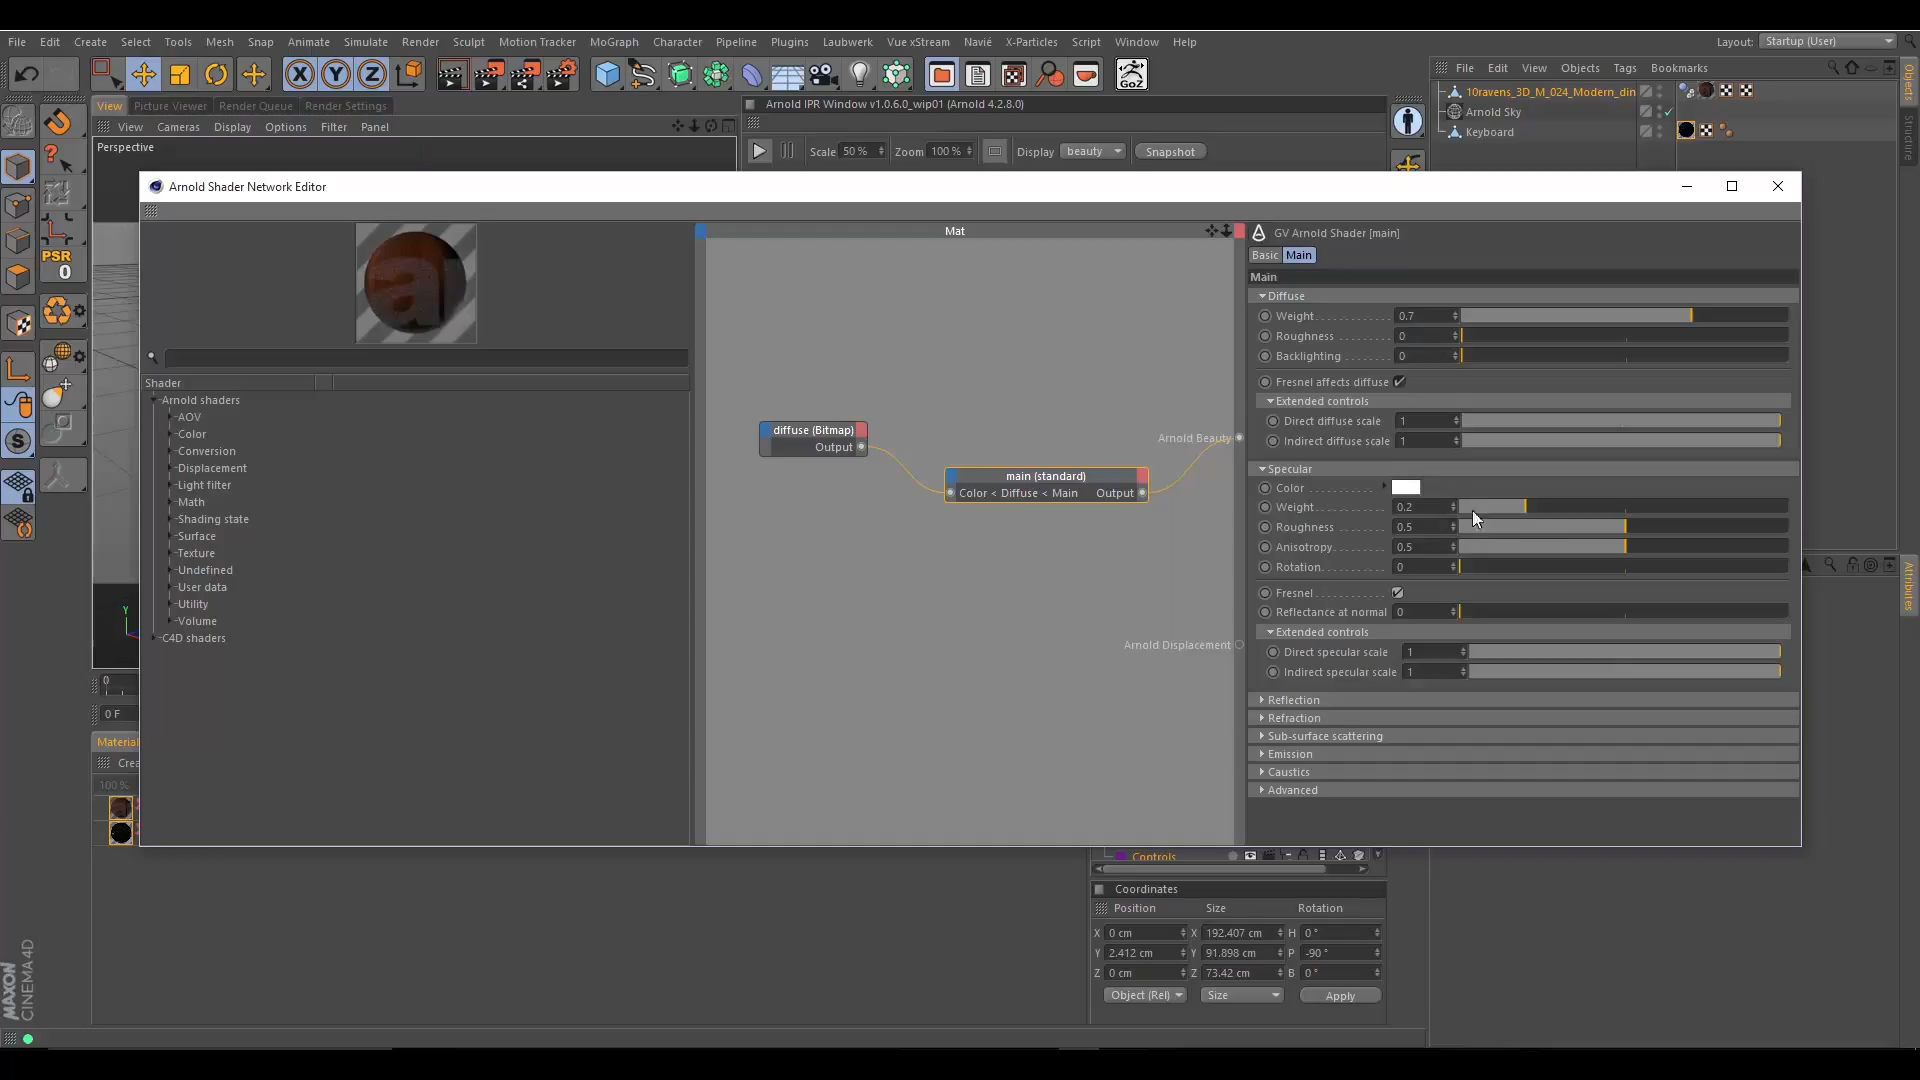 File Edit Create Select Tools Mesh Snap Animate Simulate Render Sculpt Motion Tracker MoGraph Character Pipeline Plugins Laubwerk Vue xStream Navié X-Particles Script Window Help
Layout: Startup (User)
X Y Z
GoZ
File Edit View Objects Tags Bookmarks
10ravens_3D_M_024_Modern_din
Arnold Sky
Keyboard
Objects
Structure
Attributes
View Picture Viewer Render Queue Render Settings
View Cameras Display Options Filter Panel
Perspective
Arnold IPR Window v1.0.6.0_wip01 (Arnold 4.2.8.0)
Scale 50 % Zoom 100 % Display beauty Snapshot
PSR
0
Arnold Shader Network Editor
Shader
Arnold shaders
AOV
Color
Conversion
Displacement
Light filter
Math
Shading state
Surface
Texture
Undefined
User data
Utility
Volume
C4D shaders
Mat
diffuse (Bitmap)
Output
main (standard)
Color < Diffuse < Main Output
Arnold Beauty
Arnold Displacement
GV Arnold Shader [main]
Basic Main
Main
Diffuse
Weight 0.7
Roughness 0
Backlighting 0
Fresnel affects diffuse
Extended controls
Direct diffuse scale 1
Indirect diffuse scale 1
Specular
Color
Weight 0.2
Roughness 0.5
Anisotropy 0.5
Rotation 0
Fresnel
Reflectance at normal 0
Extended controls
Direct specular scale 1
Indirect specular scale 1
Reflection
Refraction
Sub-surface scattering
Emission
Caustics
Advanced
Y
0
0 F
Material
Crea
100 %
Controls
Coordinates
Position Size Rotation
X 0 cm X 192.407 cm H 0 °
Y 2.412 cm Y 91.898 cm P -90 °
Z 0 cm Z 73.42 cm B 0 °
Object (Rel) Size Apply
MAXON
CINEMA4D